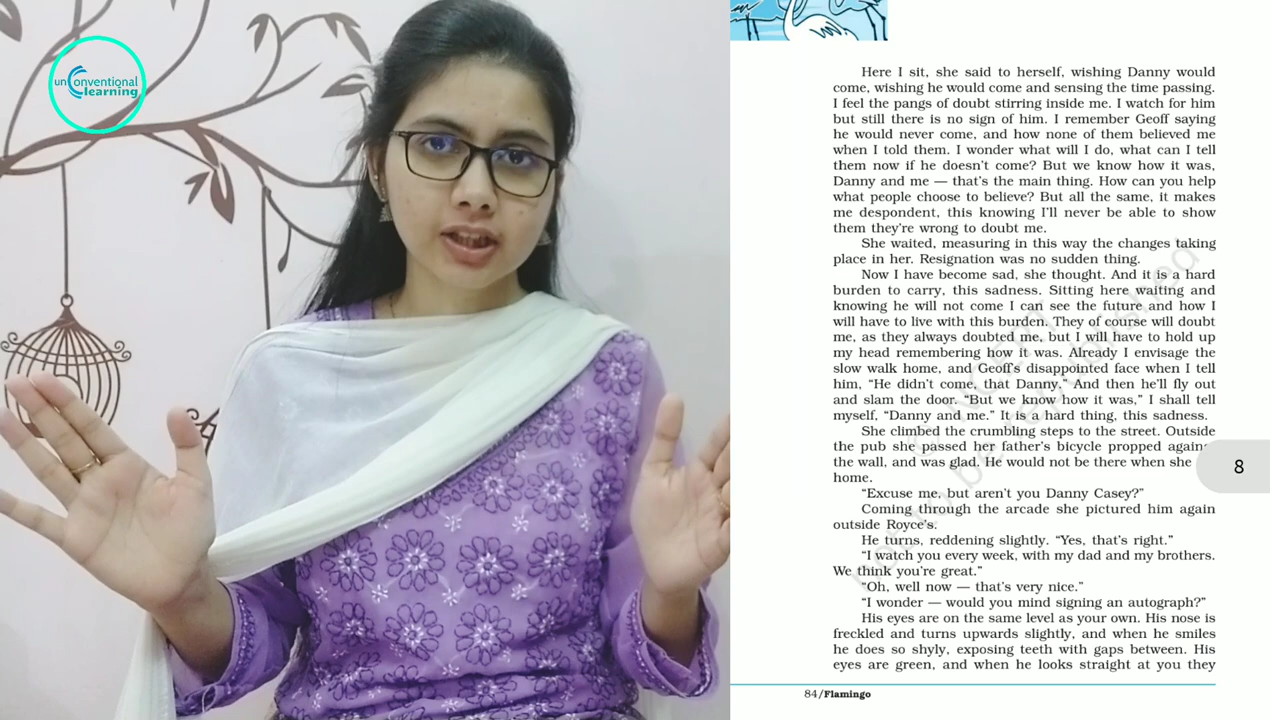 unConventional
Learning
Here I sit, she said to herself, wishing Danny would
come, wishing he would come and sensing the time passing.
I feel the pangs of doubt stirring inside me. I watch for him
but still there is no sign of him. I remember Geoff saying
he would never come, and how none of them believed me
when I told them. I wonder what will I do, what can I tell
them now if he doesn't come? But we know how it was,
Danny and me — that's the main thing. How can you help
what people choose to believe? But all the same, it makes
me despondent, this knowing I'll never be able to show
them they're wrong to doubt me.
She waited, measuring in this way the changes taking
place in her. Resignation was no sudden thing.
Now I have become sad, she thought. And it is a hard
burden to carry, this sadness. Sitting here waiting and
knowing he will not come I can see the future and how I
will have to live with this burden. They of course will doubt
me, as they always doubted me, but I will have to hold up
my head remembering how it was. Already I envisage the
slow walk home, and Geoff's disappointed face when I tell
him, “He didn't come, that Danny.” And then he'll fly out
and slam the door. “But we know how it was,” I shall tell
myself, “Danny and me.” It is a hard thing, this sadness.
She climbed the crumbling steps to the street. Outside
the pub she passed her father's bicycle propped
the wall, and was glad. He would not be there when she
home.
“Excuse me, but aren't you Danny Casey?”
Coming through the arcade she pictured him again
outside Royce's.
He turns, reddening slightly. “Yes, that's right.”
“I watch you every week, with my dad and my brothers.
We think you're great.”
“Oh, well now — that's very nice.”
“I wonder — would you mind signing an autograph?”
His eyes are on the same level as your own. His nose is
freckled and turns upwards slightly, and when he smiles
he does so shyly, exposing teeth with gaps between. His
eyes are green, and when he looks straight at you they
84/Flamingo
8